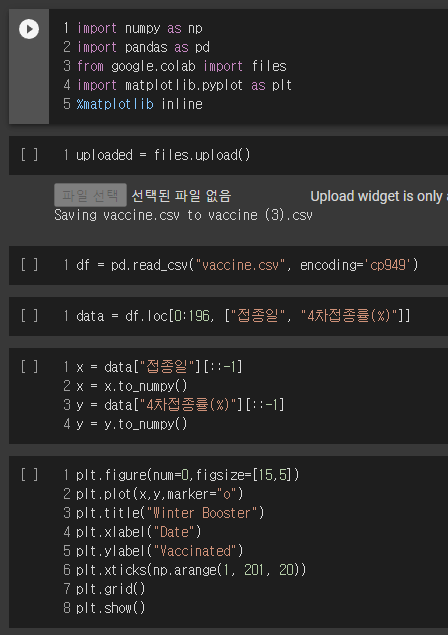 1 import numpy as np
2 import pandas as pd
3 from google.colab import files
4 import matplotlib.pyplot as plt
5 %matplotlib inline
[ ] 1 uploaded = files.upload()
파일 선택 선택된 파일 없음 Upload widget is only
Saving vaccine.csv to vaccine (3).csv
[ ] 1 df = pd.read_csv("vaccine.csv", encoding='cp949')
[ ] 1 data = df.loc[0:196, ["접종일", "4차접종률(%)"]]
[ ] 1 x = data["접종일"][::-1]
2 x = x.to_numpy()
3 y = data["4차접종률(%)"][::-1]
4 y = y.to_numpy()
[ ] 1 plt.figure(num=0,figsize=[15,5])
2 plt.plot(x,y,marker="o")
3 plt.title("Winter Booster")
4 plt.xlabel("Date")
5 plt.ylabel("Vaccinated")
6 plt.xticks(np.arange(1, 201, 20))
7 plt.grid()
8 plt.show()